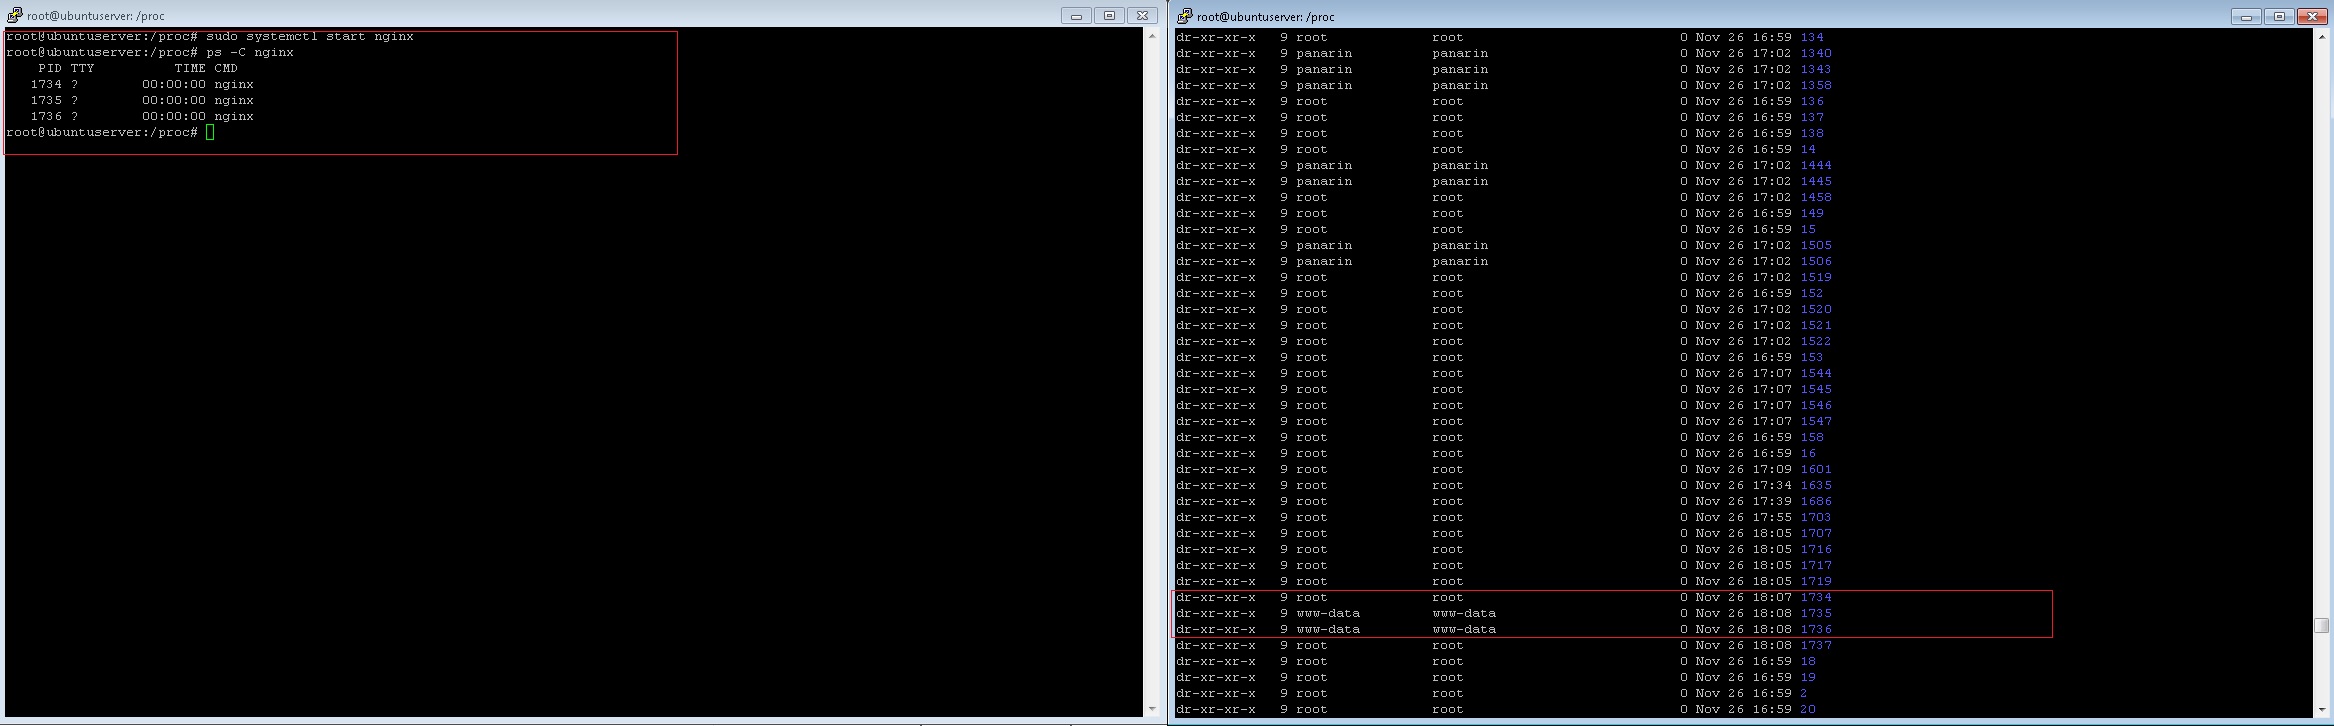 root@ubuntuserver: /proc
root@ubuntuserver:/proc# sudo systemctl start nginx
root@ubuntuserver:/proc# ps -C nginx
    PID TTY          TIME CMD
   1734 ?        00:00:00 nginx
   1735 ?        00:00:00 nginx
   1736 ?        00:00:00 nginx
root@ubuntuserver:/proc#
root@ubuntuserver: /proc
dr-xr-xr-x   9 root             root                           0 Nov 26 16:59 134
dr-xr-xr-x   9 panarin          panarin                        0 Nov 26 17:02 1340
dr-xr-xr-x   9 panarin          panarin                        0 Nov 26 17:02 1343
dr-xr-xr-x   9 panarin          panarin                        0 Nov 26 17:02 1358
dr-xr-xr-x   9 root             root                           0 Nov 26 16:59 136
dr-xr-xr-x   9 root             root                           0 Nov 26 16:59 137
dr-xr-xr-x   9 root             root                           0 Nov 26 16:59 138
dr-xr-xr-x   9 root             root                           0 Nov 26 16:59 14
dr-xr-xr-x   9 panarin          panarin                        0 Nov 26 17:02 1444
dr-xr-xr-x   9 panarin          panarin                        0 Nov 26 17:02 1445
dr-xr-xr-x   9 root             root                           0 Nov 26 17:02 1458
dr-xr-xr-x   9 root             root                           0 Nov 26 16:59 149
dr-xr-xr-x   9 root             root                           0 Nov 26 16:59 15
dr-xr-xr-x   9 panarin          panarin                        0 Nov 26 17:02 1505
dr-xr-xr-x   9 panarin          panarin                        0 Nov 26 17:02 1506
dr-xr-xr-x   9 root             root                           0 Nov 26 17:02 1519
dr-xr-xr-x   9 root             root                           0 Nov 26 16:59 152
dr-xr-xr-x   9 root             root                           0 Nov 26 17:02 1520
dr-xr-xr-x   9 root             root                           0 Nov 26 17:02 1521
dr-xr-xr-x   9 root             root                           0 Nov 26 17:02 1522
dr-xr-xr-x   9 root             root                           0 Nov 26 16:59 153
dr-xr-xr-x   9 root             root                           0 Nov 26 17:07 1544
dr-xr-xr-x   9 root             root                           0 Nov 26 17:07 1545
dr-xr-xr-x   9 root             root                           0 Nov 26 17:07 1546
dr-xr-xr-x   9 root             root                           0 Nov 26 17:07 1547
dr-xr-xr-x   9 root             root                           0 Nov 26 16:59 158
dr-xr-xr-x   9 root             root                           0 Nov 26 16:59 16
dr-xr-xr-x   9 root             root                           0 Nov 26 17:09 1601
dr-xr-xr-x   9 root             root                           0 Nov 26 17:34 1635
dr-xr-xr-x   9 root             root                           0 Nov 26 17:39 1686
dr-xr-xr-x   9 root             root                           0 Nov 26 17:55 1703
dr-xr-xr-x   9 root             root                           0 Nov 26 18:05 1707
dr-xr-xr-x   9 root             root                           0 Nov 26 18:05 1716
dr-xr-xr-x   9 root             root                           0 Nov 26 18:05 1717
dr-xr-xr-x   9 root             root                           0 Nov 26 18:05 1719
dr-xr-xr-x   9 root             root                           0 Nov 26 18:07 1734
dr-xr-xr-x   9 www-data         www-data                       0 Nov 26 18:08 1735
dr-xr-xr-x   9 www-data         www-data                       0 Nov 26 18:08 1736
dr-xr-xr-x   9 root             root                           0 Nov 26 18:08 1737
dr-xr-xr-x   9 root             root                           0 Nov 26 16:59 18
dr-xr-xr-x   9 root             root                           0 Nov 26 16:59 19
dr-xr-xr-x   9 root             root                           0 Nov 26 16:59 2
dr-xr-xr-x   9 root             root                           0 Nov 26 16:59 20